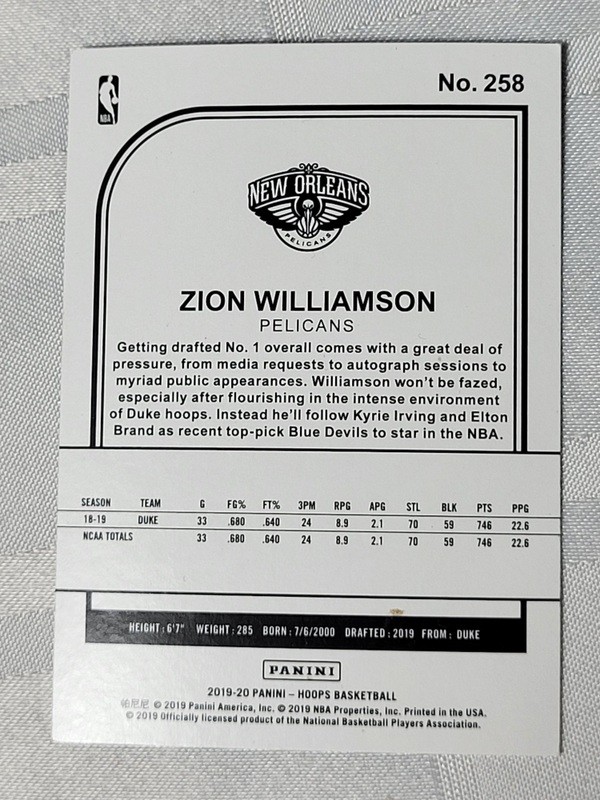 No. 258
NBA
NEW ORLEANS
PELICANS
ZION WILLIAMSON
PELICANS
Getting drafted No. 1 overall comes with a great deal of
pressure, from media requests to autograph sessions to
myriad public appearances. Williamson won't be fazed,
especially after flourishing in the intense environment
of Duke hoops. Instead he'll follow Kyrie Irving and Elton
Brand as recent top-pick Blue Devils to star in the NBA.
SEASON TEAM G FG% FT% 3PM RPG APG STL BLK PTS PPG
18-19 DUKE 33 .680 .640 24 8.9 2.1 70 59 746 22.6
NCAA TOTALS 33 .680 .640 24 8.9 2.1 70 59 746 22.6
HEIGHT: 6'7" WEIGHT: 285 BORN: 7/6/2000 DRAFTED: 2019 FROM: DUKE
PANINI
2019-20 PANINI – HOOPS BASKETBALL
帕尼尼 © 2019 Panini America, Inc. © 2019 NBA Properties, Inc. Printed in the USA.
© 2019 Officially licensed product of the National Basketball Players Association.